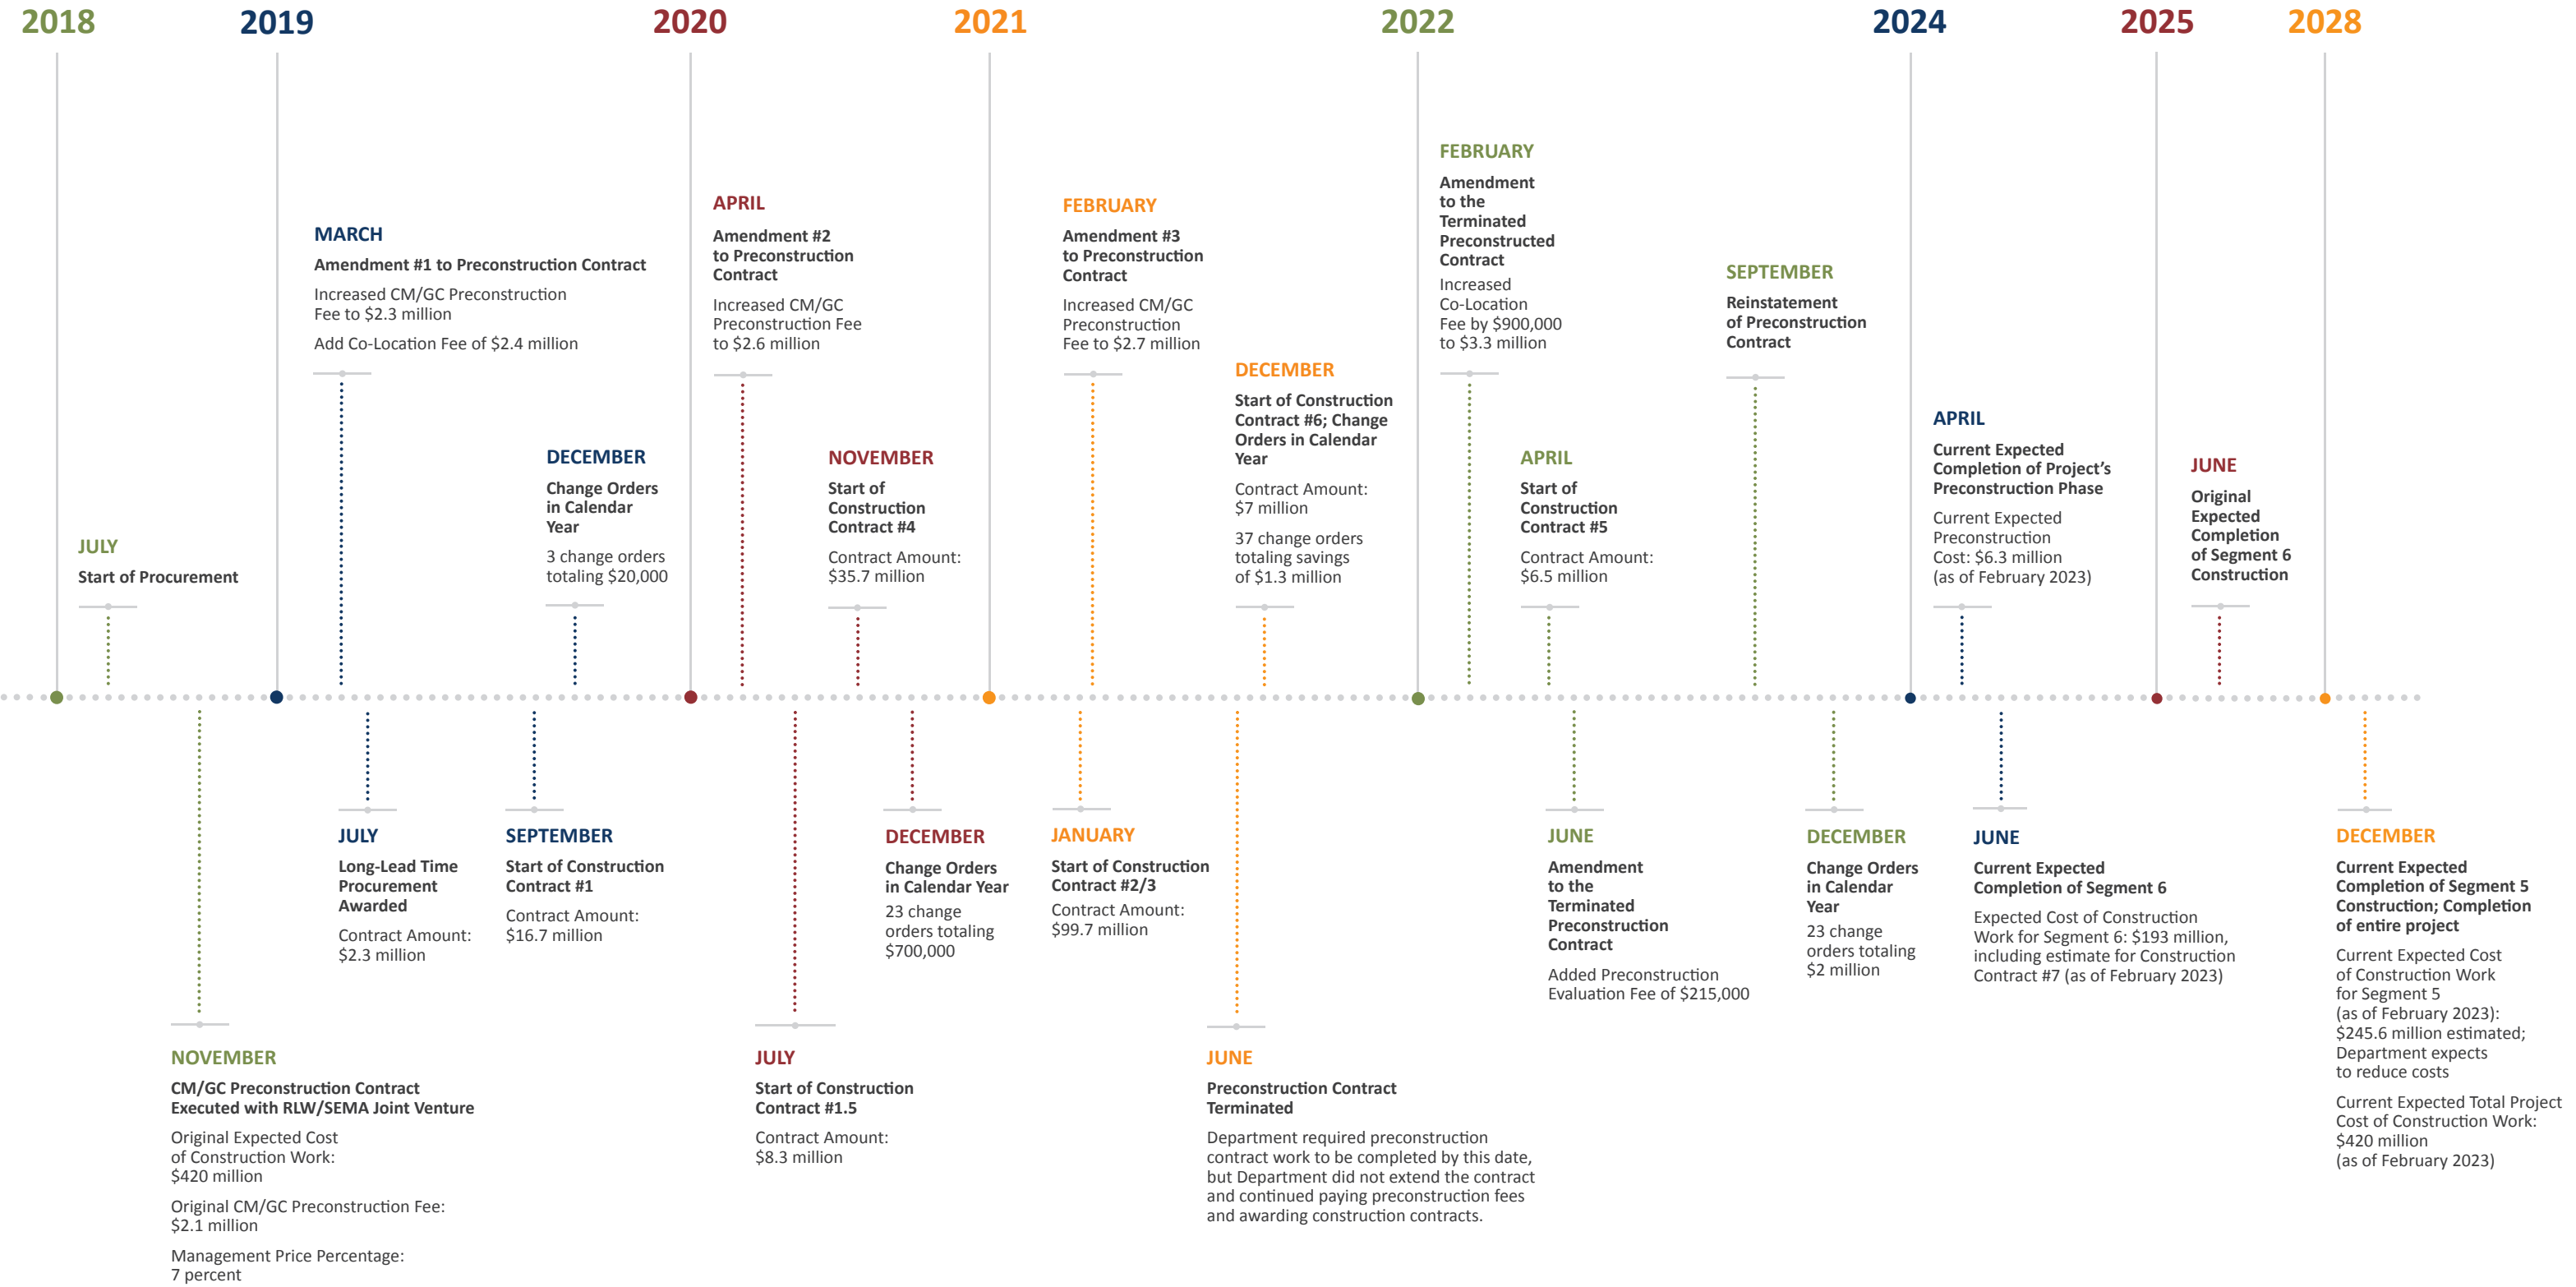 2018
2019
2020
2021
2022
2024
2025
2028
JULY
Start of Procurement
NOVEMBER
CM/GC Preconstruction Contract
Executed with RLW/SEMA Joint Venture
Original Expected Cost
of Construction Work:
$420 million
Original CM/GC Preconstruction Fee:
$2.1 million
Management Price Percentage:
7 percent
MARCH
Amendment #1 to Preconstruction Contract
Increased CM/GC Preconstruction
Fee to $2.3 million
Add Co-Location Fee of $2.4 million
JULY
Long-Lead Time
Procurement
Awarded
Contract Amount:
$2.3 million
SEPTEMBER
Start of Construction
Contract #1
Contract Amount:
$16.7 million
DECEMBER
Change Orders
in Calendar
Year
3 change orders
totaling $20,000
APRIL
Amendment #2
to Preconstruction
Contract
Increased CM/GC
Preconstruction Fee
to $2.6 million
JULY
Start of Construction
Contract #1.5
Contract Amount:
$8.3 million
NOVEMBER
Start of
Construction
Contract #4
Contract Amount:
$35.7 million
DECEMBER
Change Orders
in Calendar Year
23 change
orders totaling
$700,000
JANUARY
Start of Construction
Contract #2/3
Contract Amount:
$99.7 million
FEBRUARY
Amendment #3
to Preconstruction
Contract
Increased CM/GC
Preconstruction
Fee to $2.7 million
JUNE
Preconstruction Contract
Terminated
Department required preconstruction
contract work to be completed by this date,
but Department did not extend the contract
and continued paying preconstruction fees
and awarding construction contracts.
DECEMBER
Start of Construction
Contract #6; Change
Orders in Calendar
Year
Contract Amount:
$7 million
37 change orders
totaling savings
of $1.3 million
FEBRUARY
Amendment
to the
Terminated
Preconstructed
Contract
Increased
Co-Location
Fee by $900,000
to $3.3 million
APRIL
Start of
Construction
Contract #5
Contract Amount:
$6.5 million
JUNE
Amendment
to the
Terminated
Preconstruction
Contract
Added Preconstruction
Evaluation Fee of $215,000
SEPTEMBER
Reinstatement
of Preconstruction
Contract
DECEMBER
Change Orders
in Calendar
Year
23 change
orders totaling
$2 million
APRIL
Current Expected
Completion of Project’s
Preconstruction Phase
Current Expected
Preconstruction
Cost: $6.3 million
(as of February 2023)
JUNE
Current Expected
Completion of Segment 6
Expected Cost of Construction
Work for Segment 6: $193 million,
including estimate for Construction
Contract #7 (as of February 2023)
JUNE
Original
Expected
Completion
of Segment 6
Construction
DECEMBER
Current Expected
Completion of Segment 5
Construction; Completion
of entire project
Current Expected Cost
of Construction Work
for Segment 5
(as of February 2023):
$245.6 million estimated;
Department expects
to reduce costs
Current Expected Total Project
Cost of Construction Work:
$420 million
(as of February 2023)